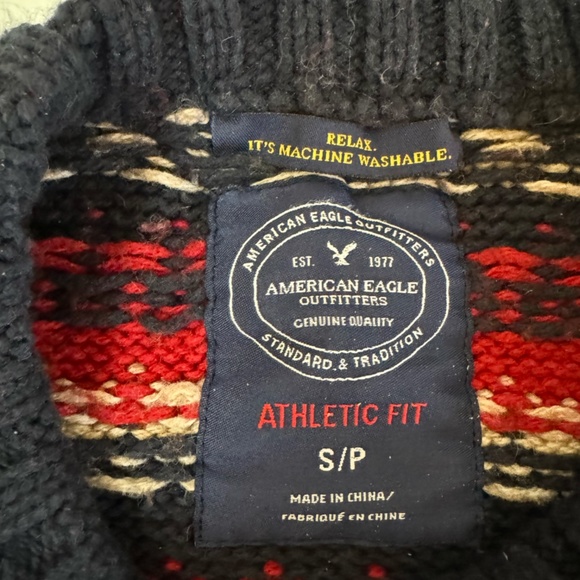 RELAX.
IT'S MACHINE WASHABLE.
AMERICAN EAGLE OUTFITTERS
EST. 1977
AMERICAN EAGLE
OUTFITTERS
GENUINE QUALITY
STANDARD & TRADITION
ATHLETIC FIT
S/P
MADE IN CHINA/
FABRIQUÉ EN CHINE